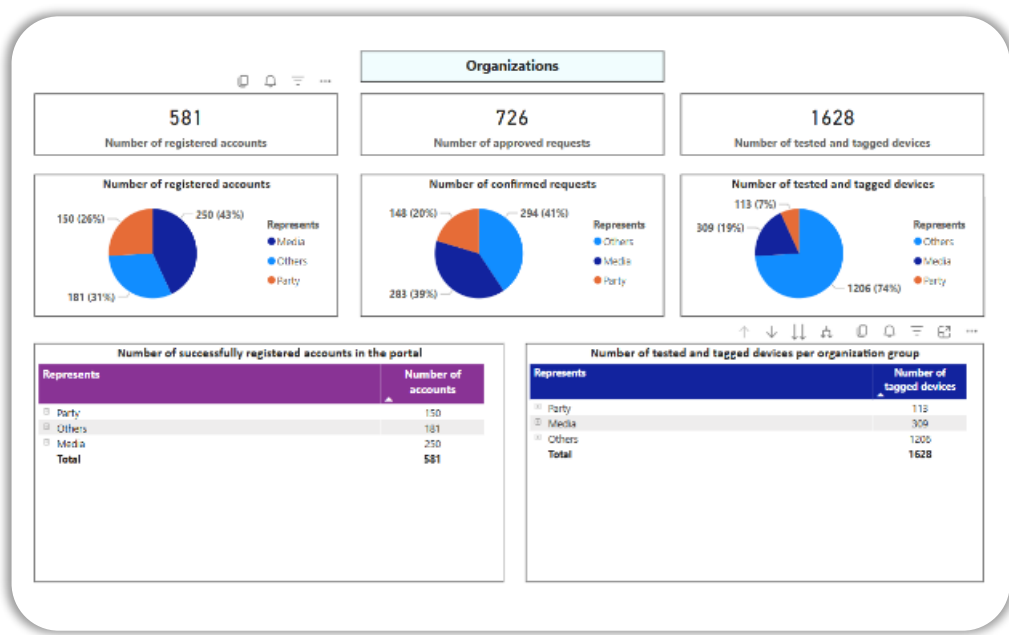 Organizations
581
Number of registered accounts
726
Number of approved requests
1628
Number of tested and tagged devices
Number of registered accounts
150 (26%)
250 (43%)
181 (31%)
Represents
Media
Others
Party
Number of confirmed requests
148 (20%)
294 (41%)
283 (39%)
Represents
Others
Media
Party
Number of tested and tagged devices
113 (7%)
309 (19%)
1206 (74%)
Represents
Others
Media
Party
Number of successfully registered accounts in the portal
Represents Number of accounts
Party 150
Others 181
Media 250
Total 581
Number of tested and tagged devices per organization group
Represents Number of tagged devices
Party 113
Media 309
Others 1206
Total 1628